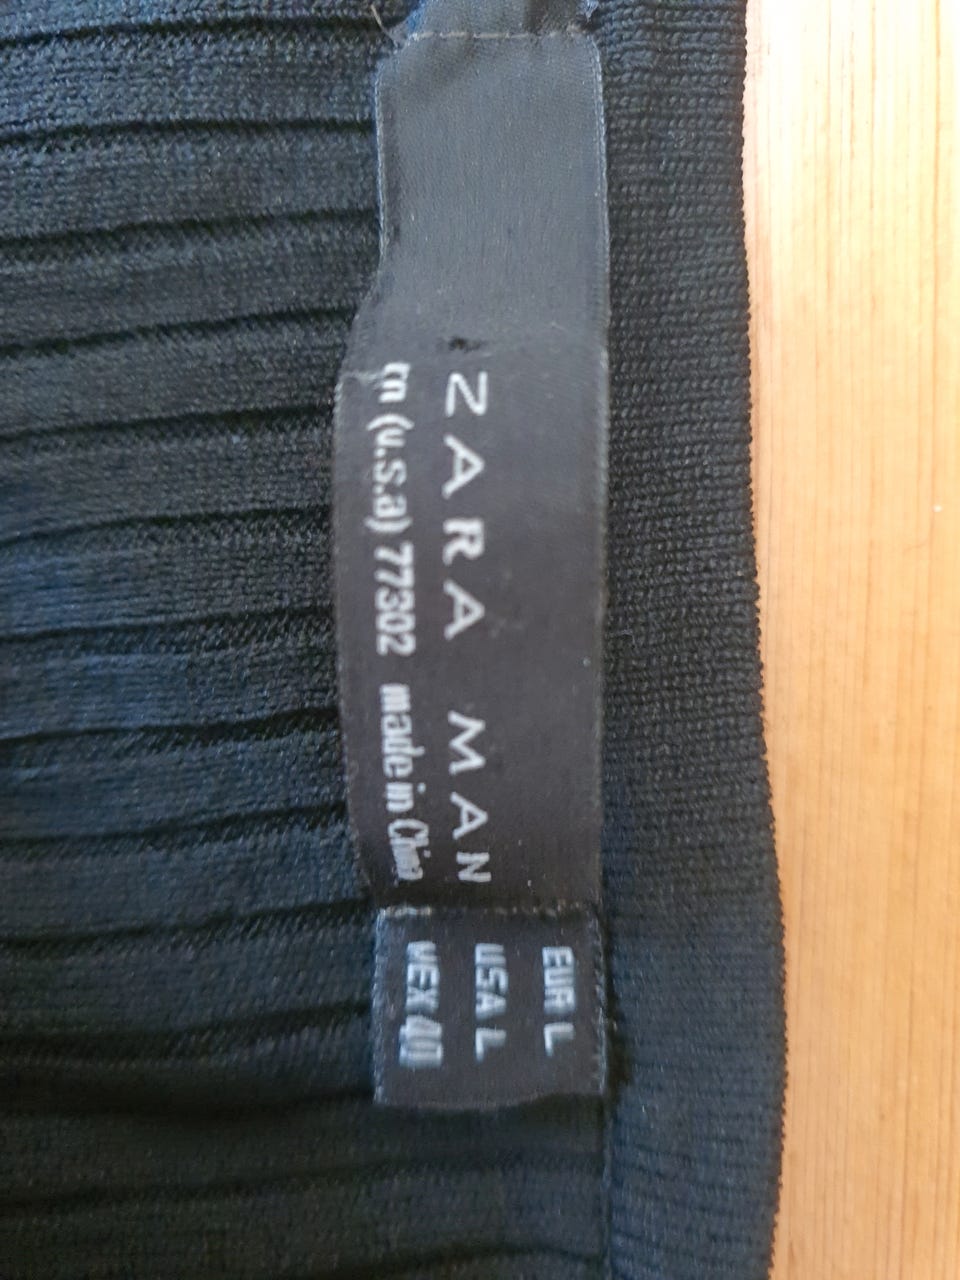 ZARA MAN
rn (u.s.a) 77302 made in China
EUR L
USA L
MEX 40